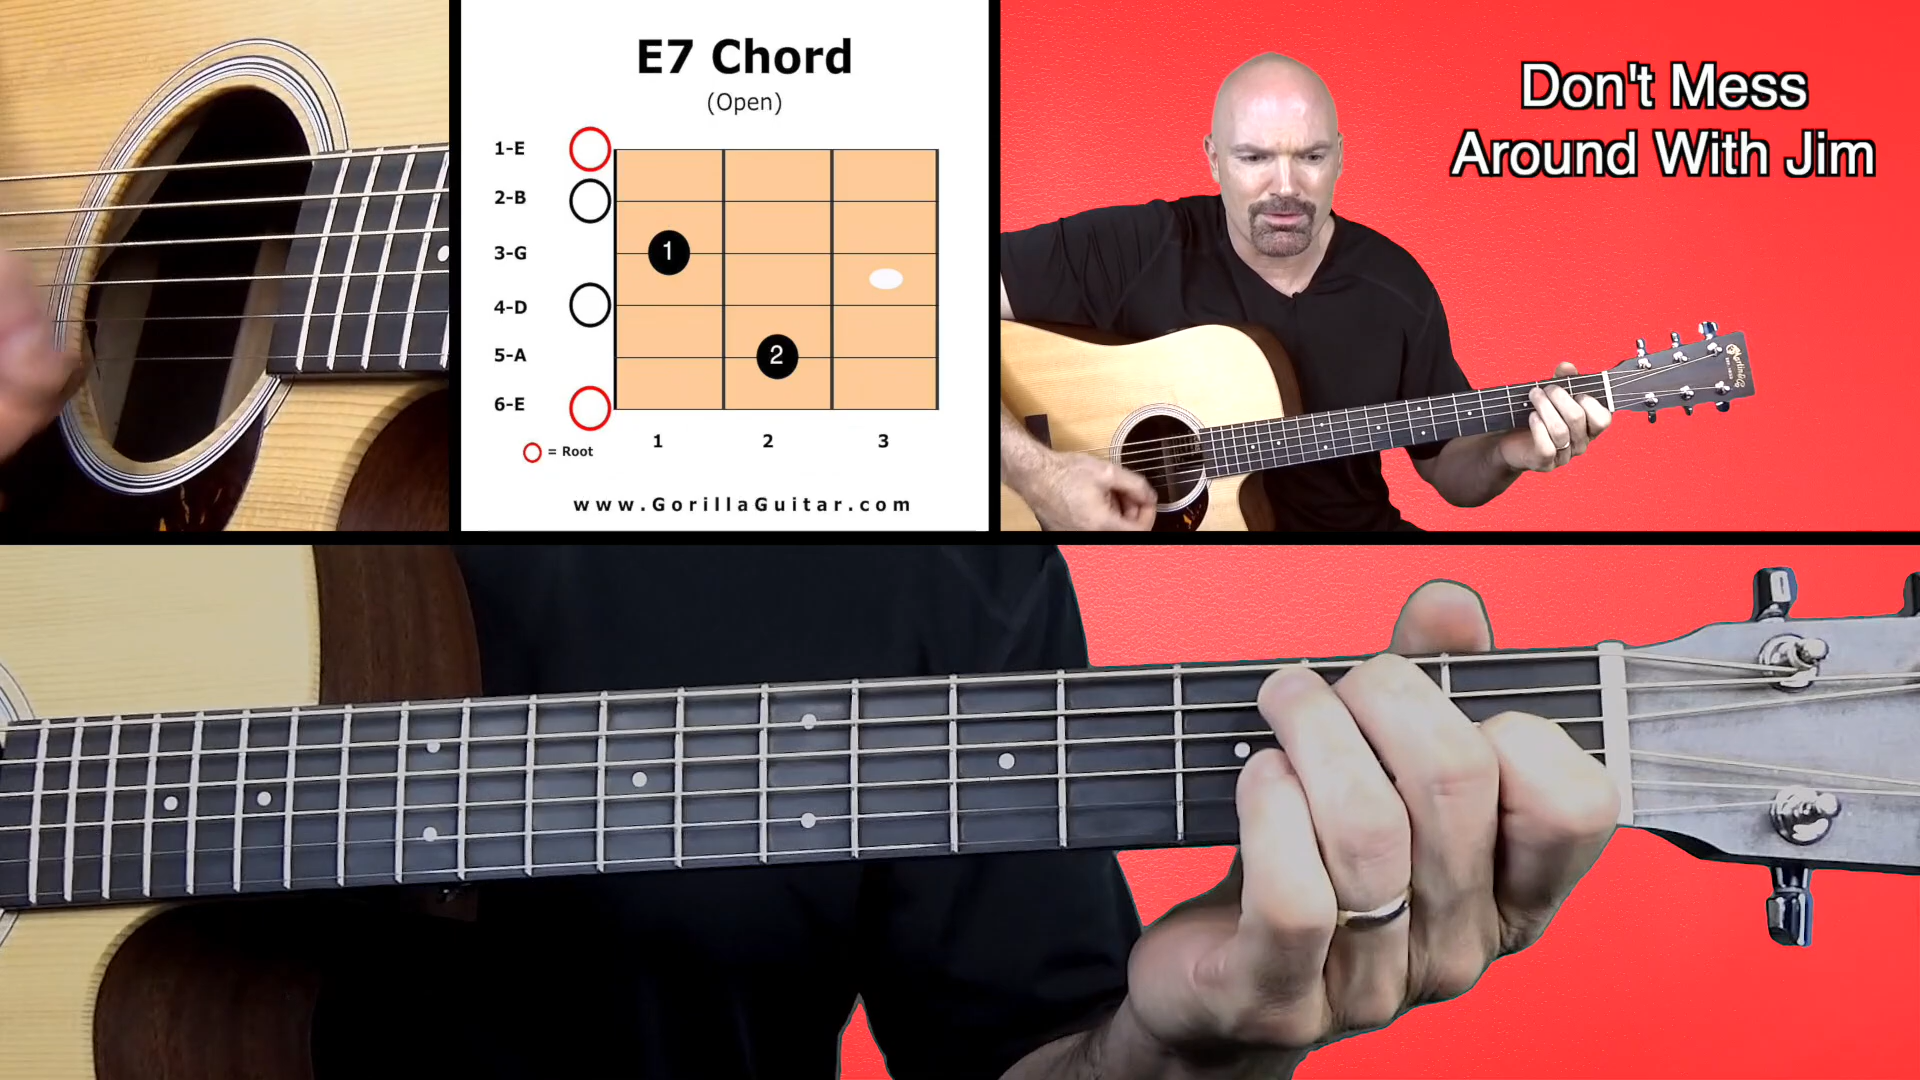 E7 Chord
(Open)
1-E
2-B
3-G
1
4-D
5-A
2
6-E
1 2 3
= Root
www.GorillaGuitar.com
Don't Mess
Around With Jim